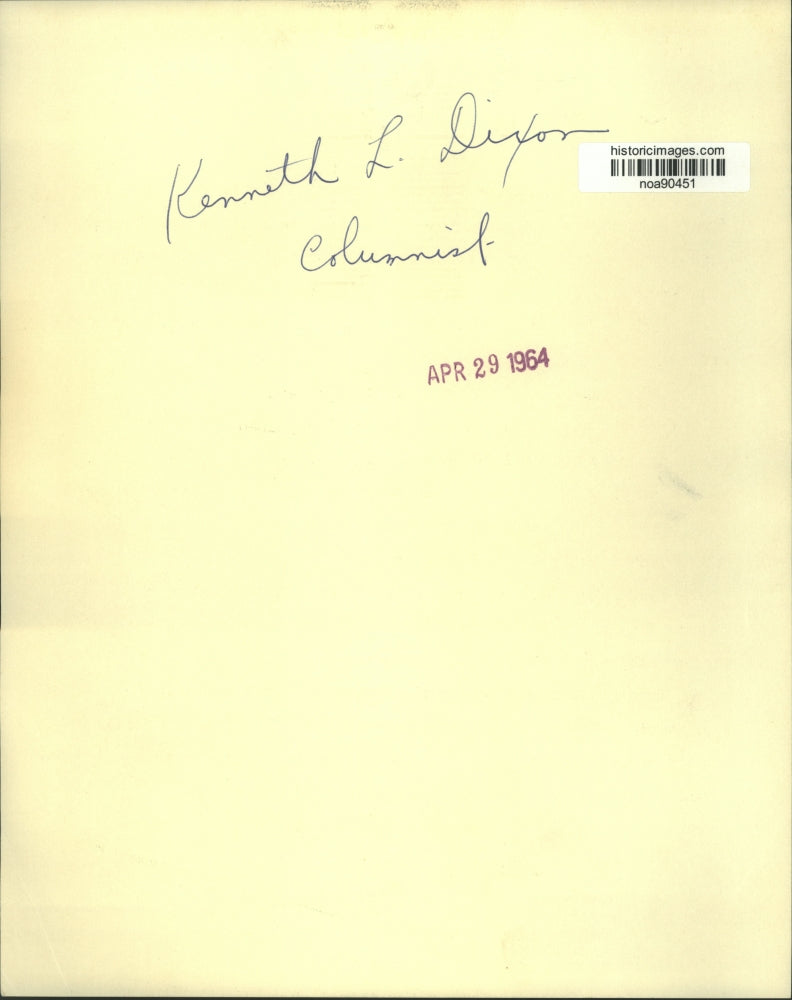 Kenneth L. Dixon
historicimages.com
noa90451
Columnist
APR 29 1964